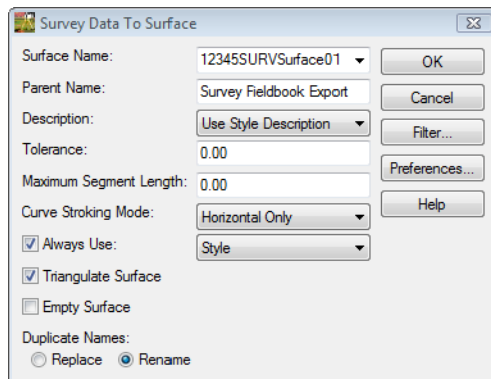 Survey Data To Surface
Surface Name: 12345SURVSurface01 OK
Parent Name: Survey Fieldbook Export Cancel
Description: Use Style Description Filter...
Tolerance: 0.00 Preferences...
Maximum Segment Length: 0.00 Help
Curve Stroking Mode: Horizontal Only
Always Use: Style
Triangulate Surface
Empty Surface
Duplicate Names:
Replace Rename